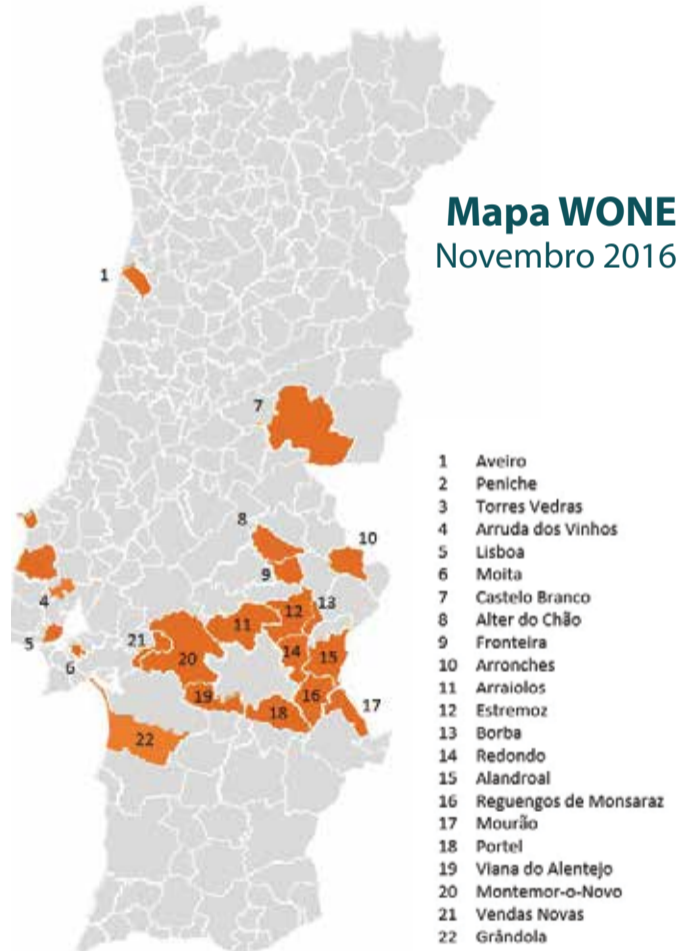 Mapa WONE
Novembro 2016
1
7
8
10
9
4
13
12
11
5
21
14
15
6
20
19
16
17
18
22
1 Aveiro
2 Peniche
3 Torres Vedras
4 Arruda dos Vinhos
5 Lisboa
6 Moita
7 Castelo Branco
8 Alter do Chão
9 Fronteira
10 Arronches
11 Arraiolos
12 Estremoz
13 Borba
14 Redondo
15 Alandroal
16 Reguengos de Monsaraz
17 Mourão
18 Portel
19 Viana do Alentejo
20 Montemor-o-Novo
21 Vendas Novas
22 Grândola